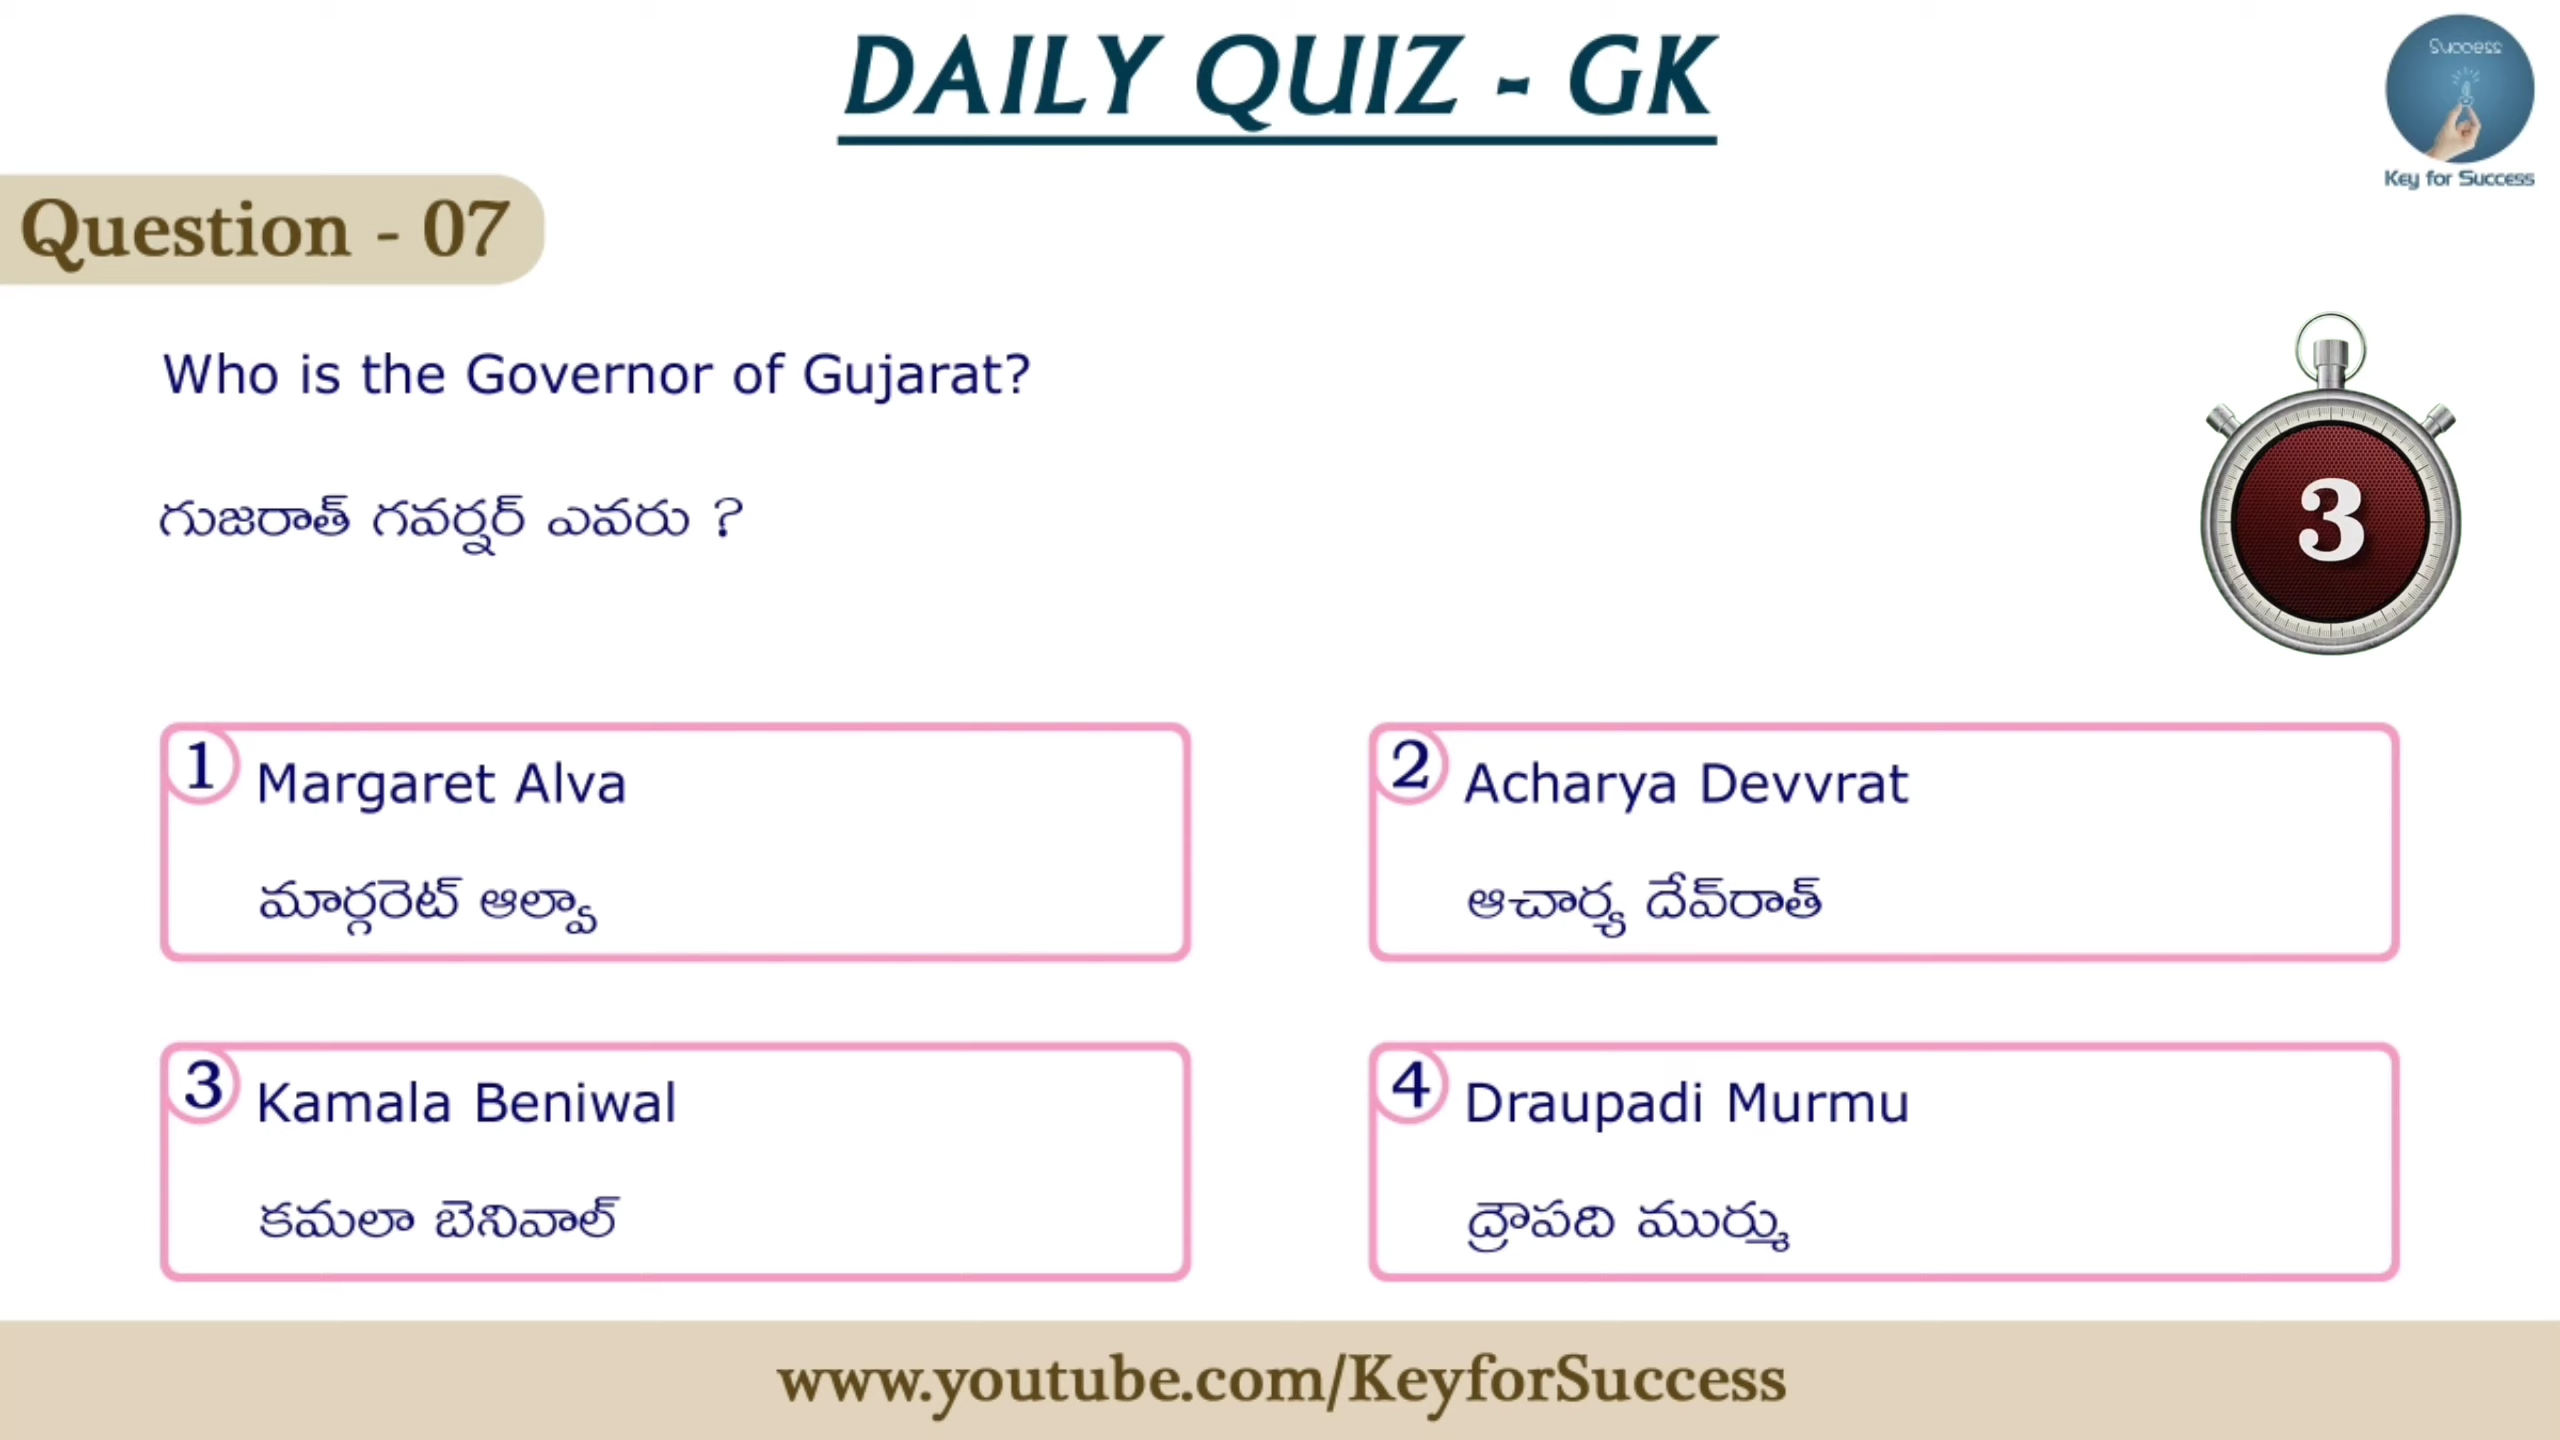 DAILY QUIZ - GK
Success
Key for Success
Question - 07
Who is the Governor of Gujarat?
గుజరాత్ గవర్నర్ ఎవరు ?
3
1 Margaret Alva
మార్గరెట్ ఆల్వా
2 Acharya Devvrat
ఆచార్య దేవ్‌రాత్
3 Kamala Beniwal
కమలా బెనివాల్
4 Draupadi Murmu
ద్రౌపది ముర్ము
www.youtube.com/KeyforSuccess